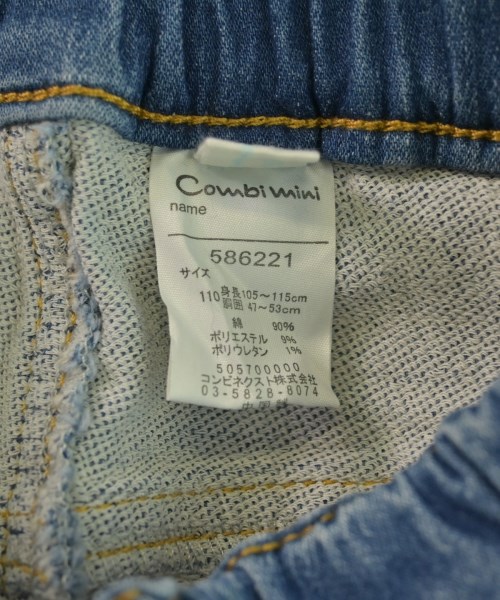 Combi mini
name
586221
サイズ
110 身長105～115cm
胴囲 47～53cm
綿 90%
ポリエステル 9%
ポリウレタン 1%
505700000
コンビネクスト株式会社
03-5828-8074